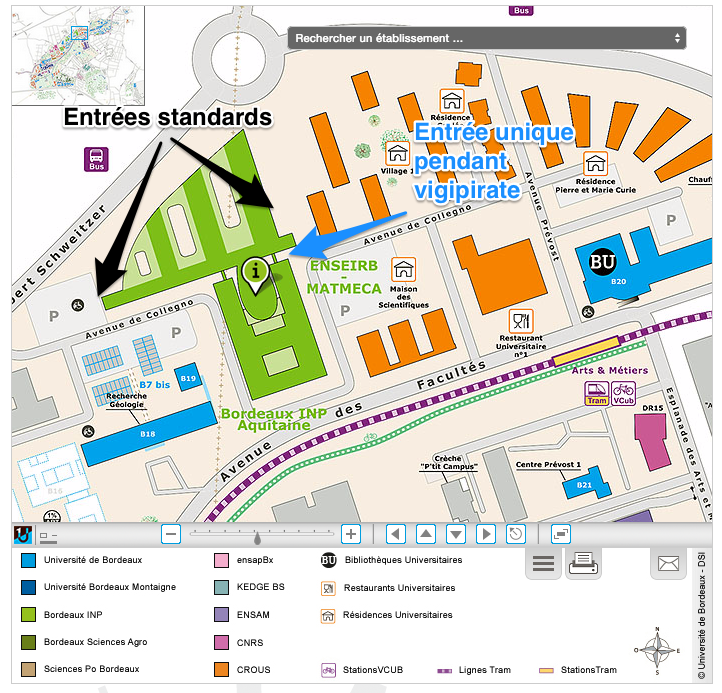 Bus
Rechercher un établissement ...
Entrées standards
Bus
Résidence
Village
Entrée unique
pendant
vigipirate
Résidence
Pierre et Marie Curie
Chauff
Avenue Prévost
Avenue de Collegno
bert Schweitzer
P
BU
B20
ENSEIRB
-
MATMECA
Maison
des
Scientifiques
i
P
P
P
Avenue de Collegno
Restaurant
Universitaire
n°1
B19
B7 bis
Recherche
Géologie
B18
Arts & Métiers
Tram
VCub
DR15
Bordeaux INP
Aquitaine
Avenue des Facultés
Esplanade des Arts et M
Crèche
"P'tit Campus"
Centre Prévost 1
B21
B16
1%
ART
Université de Bordeaux
ensapBx
BU
Bibliothèques Universitaires
Université Bordeaux Montaigne
KEDGE BS
Restaurants Universitaires
Bordeaux INP
ENSAM
Résidences Universitaires
Bordeaux Sciences Agro
CNRS
Sciences Po Bordeaux
CROUS
StationsVCUB
Lignes Tram
StationsTram
N
O
E
S
© Université de Bordeaux - DSI